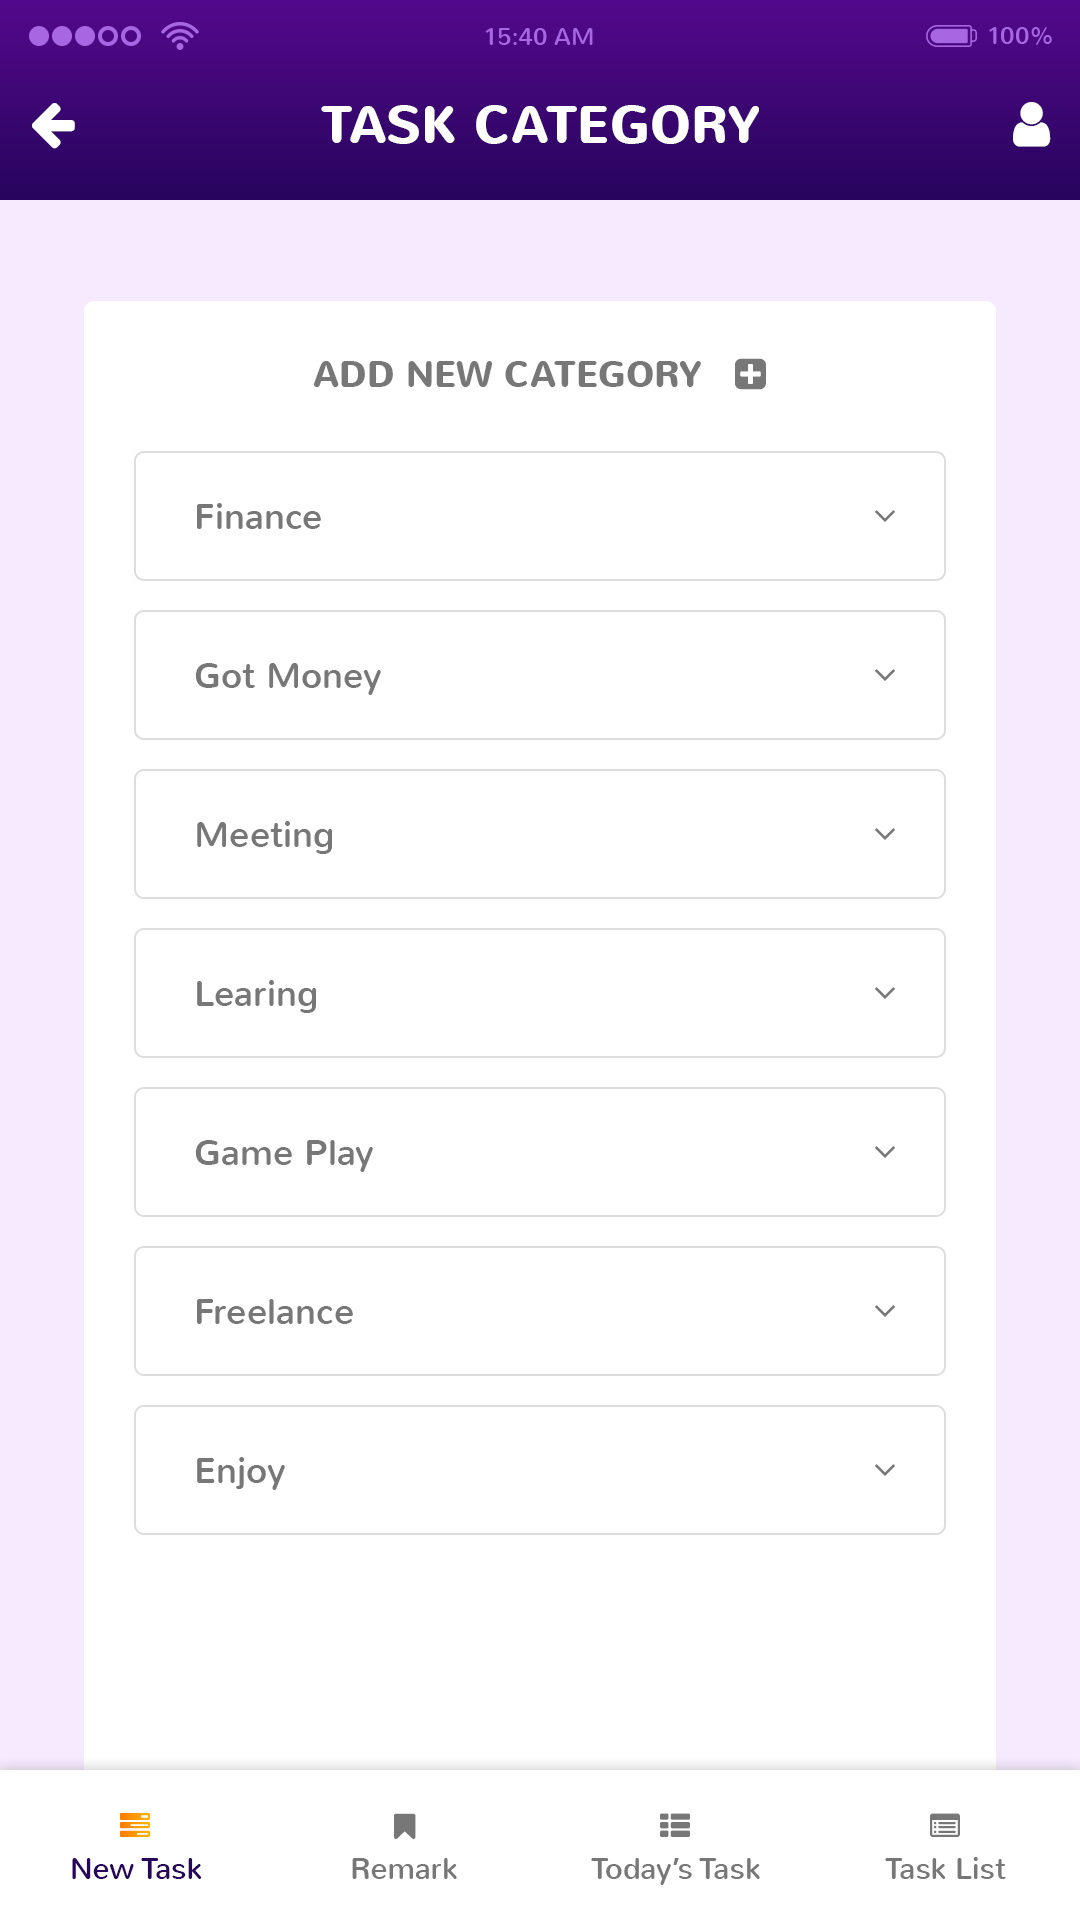 15:40 AM
100%
TASK CATEGORY
ADD NEW CATEGORY
Finance
Got Money
Meeting
Learing
Game Play
Freelance
Enjoy
New Task
Remark
Today's Task
Task List